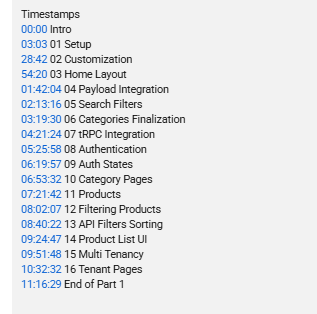 Timestamps
00:00 Intro
03:03 01 Setup
28:42 02 Customization
54:20 03 Home Layout
01:42:04 04 Payload Integration
02:13:16 05 Search Filters
03:19:30 06 Categories Finalization
04:21:24 07 tRPC Integration
05:25:58 08 Authentication
06:19:57 09 Auth States
06:53:32 10 Category Pages
07:21:42 11 Products
08:02:07 12 Filtering Products
08:40:22 13 API Filters Sorting
09:24:47 14 Product List UI
09:51:48 15 Multi Tenancy
10:32:32 16 Tenant Pages
11:16:29 End of Part 1